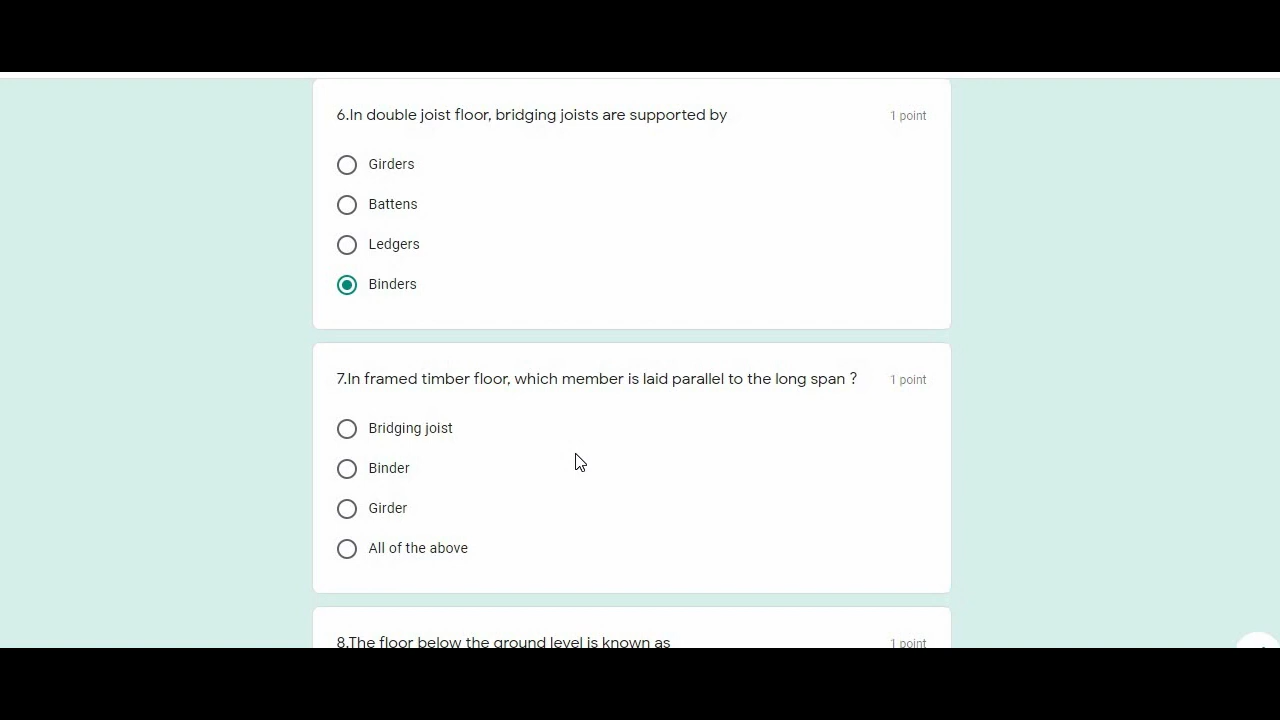 6.In double joist floor, bridging joists are supported by 1 point
Girders
Battens
Ledgers
Binders
7.In framed timber floor, which member is laid parallel to the long span ? 1 point
Bridging joist
Binder
Girder
All of the above
8.The floor below the ground level is known as 1 point